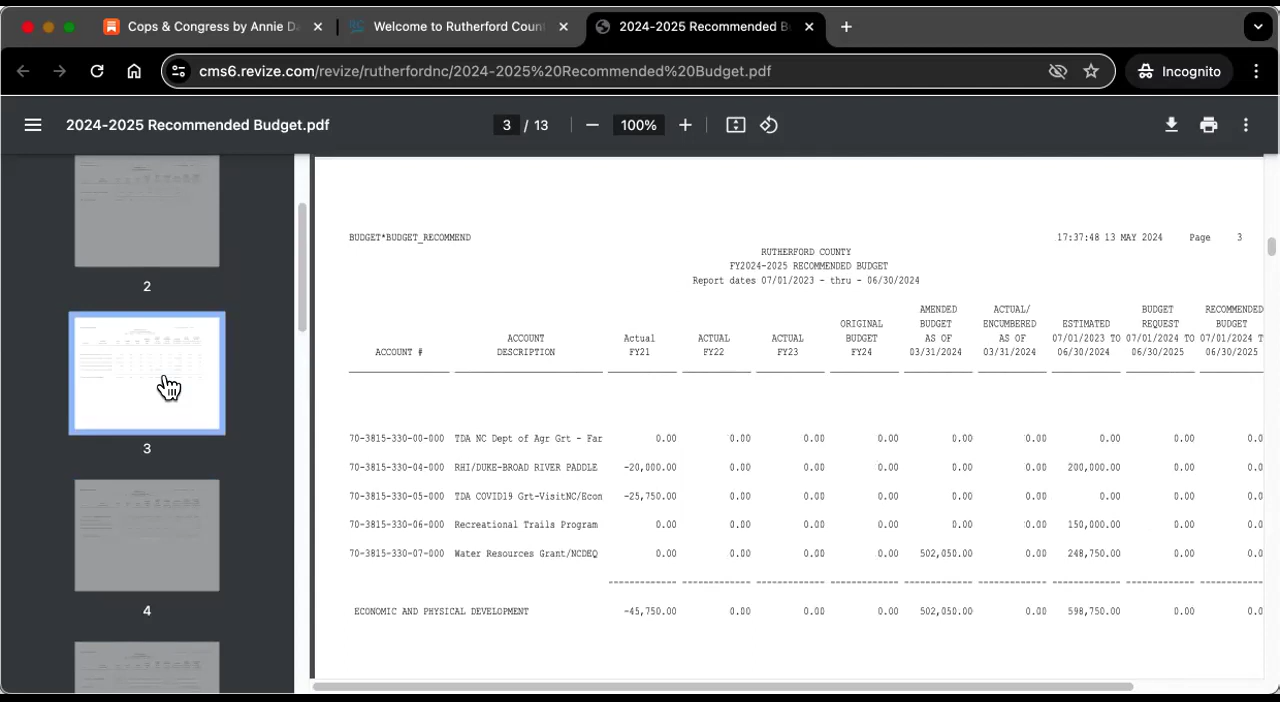 Cops & Congress by Annie Da
Welcome to Rutherford Coun
2024-2025 Recommended B
cms6.revize.com/revize/rutherfordnc/2024-2025%20Recommended%20Budget.pdf
Incognito
2024-2025 Recommended Budget.pdf
3 / 13
100%
2
3
4
BUDGET*BUDGET_RECOMMEND 17:37:48 13 MAY 2024 Page 3
RUTHERFORD COUNTY
FY2024-2025 RECOMMENDED BUDGET
Report dates 07/01/2023 - thru - 06/30/2024
AMENDED ACTUAL/ BUDGET RECOMMENDED
ORIGINAL BUDGET ENCUMBERED ESTIMATED REQUEST BUDGET
ACCOUNT Actual ACTUAL ACTUAL BUDGET AS OF AS OF 07/01/2023 TO 07/01/2024 TO 07/01/2024 T
ACCOUNT # DESCRIPTION FY21 FY22 FY23 FY24 03/31/2024 03/31/2024 06/30/2024 06/30/2025 06/30/2025
70-3815-330-00-000 TDA NC Dept of Agr Grt - Far 0.00 0.00 0.00 0.00 0.00 0.00 0.00 0.00 0.0
70-3815-330-04-000 RHI/DUKE-BROAD RIVER PADDLE -20,000.00 0.00 0.00 0.00 0.00 0.00 200,000.00 0.00 0.0
70-3815-330-05-000 TDA COVID19 Grt-VisitNC/Econ -25,750.00 0.00 0.00 0.00 0.00 0.00 0.00 0.00 0.0
70-3815-330-06-000 Recreational Trails Program 0.00 0.00 0.00 0.00 0.00 0.00 150,000.00 0.00 0.0
70-3815-330-07-000 Water Resources Grant/NCDEQ 0.00 0.00 0.00 0.00 502,050.00 0.00 248,750.00 0.00 0.0
ECONOMIC AND PHYSICAL DEVELOPMENT -45,750.00 0.00 0.00 0.00 502,050.00 0.00 598,750.00 0.00 0.0